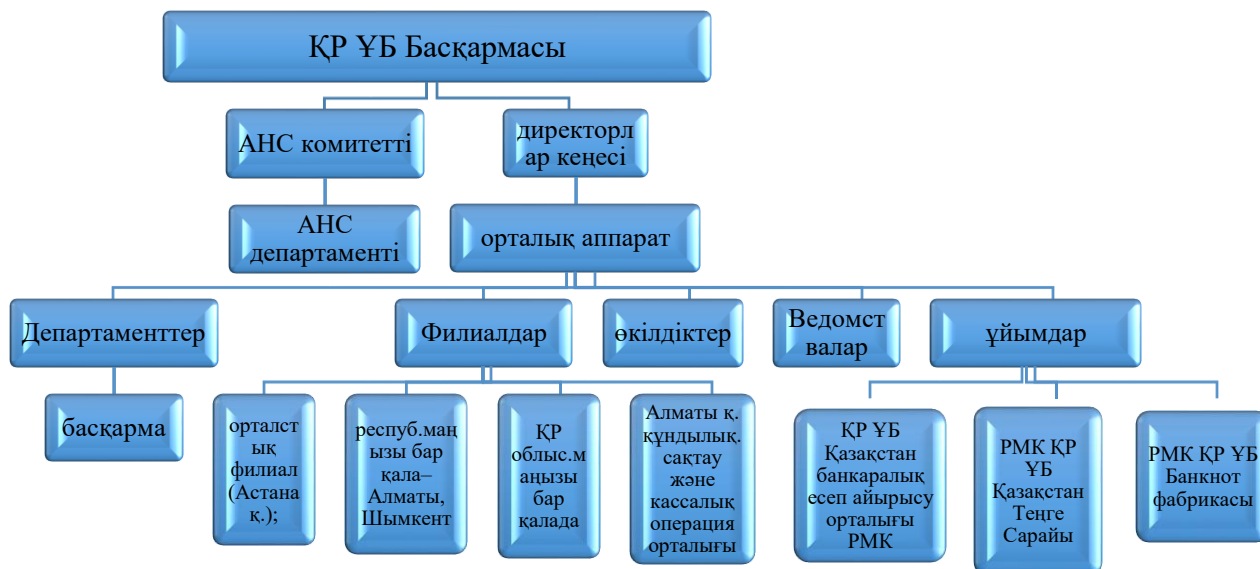 ҚР ҰБ Басқармасы
АНС комитетті
директорл
ар кеңесі
АНС
департаменті
орталық аппарат
Департаменттер
Филиалдар
өкілдіктер
Ведомст
валар
ұйымдар
басқарма
орталст
ық
филиал
(Астана
қ.);
респуб.маң
ызы бар
қала–
Алматы,
Шымкент
ҚР
облыс.м
аңызы
бар
қалада
Алматы қ.
құндылық.
сақтау
және
кассалық
операция
орталығы
ҚР ҰБ
Қазақстан
банкаралық
есеп айырысу
орталығы
РМК
РМК ҚР
ҰБ
Қазақстан
Теңге
Сарайы
РМК ҚР ҰБ
Банкнот
фабрикасы